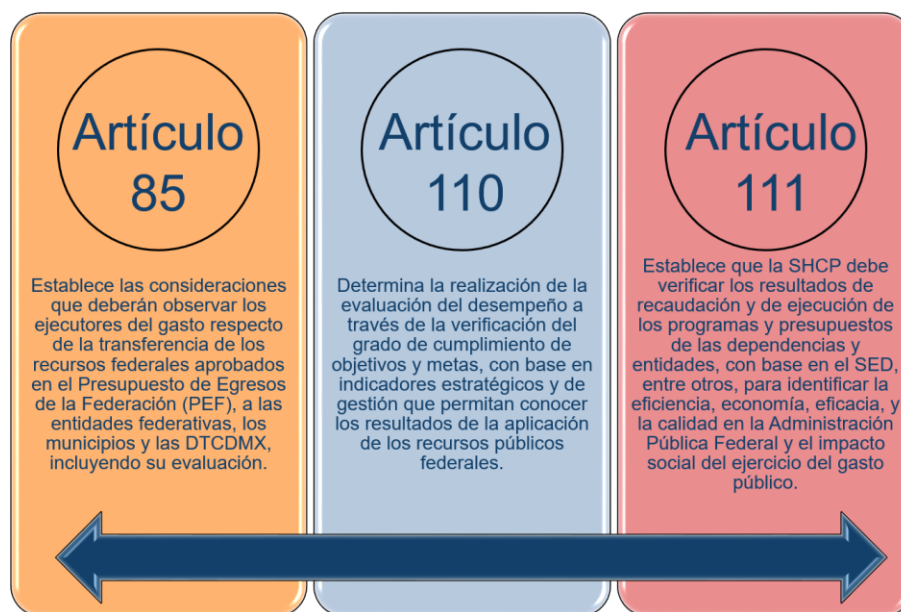 Artículo
85
Establece las consideraciones
que deberán observar los
ejecutores del gasto respecto
de la transferencia de los
recursos federales aprobados
en el Presupuesto de Egresos
de la Federación (PEF), a las
entidades federativas, los
municipios y las DTCDMX,
incluyendo su evaluación.
Artículo
110
Determina la realización de la
evaluación del desempeño a
través de la verificación del
grado de cumplimiento de
objetivos y metas, con base en
indicadores estratégicos y de
gestión que permitan conocer
los resultados de la aplicación
de los recursos públicos
federales.
Artículo
111
Establece que la SHCP debe
verificar los resultados de
recaudación y de ejecución de
los programas y presupuestos
de las dependencias y
entidades, con base en el SED,
entre otros, para identificar la
eficiencia, economía, eficacia, y
la calidad en la Administración
Pública Federal y el impacto
social del ejercicio del gasto
público.